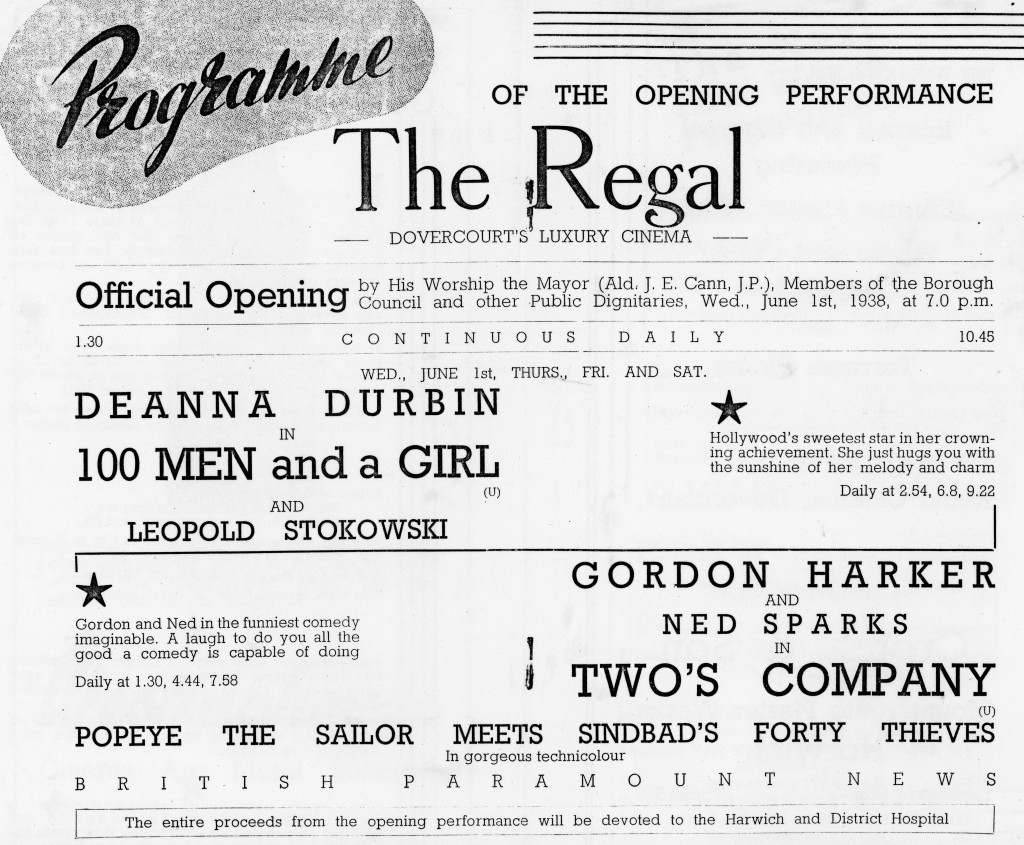 Programme
OF THE OPENING PERFORMANCE
The Regal
DOVERCOURT'S LUXURY CINEMA
Official Opening by His Worship the Mayor (Ald. J. E. Cann, J.P.), Members of the Borough
Council and other Public Dignitaries, Wed., June 1st, 1938, at 7.0 p.m.
1.30 CONTINUOUS DAILY 10.45
WED., JUNE 1st, THURS., FRI. AND SAT.
DEANNA DURBIN
IN
100 MEN and a GIRL
(U)
AND
LEOPOLD STOKOWSKI
Hollywood's sweetest star in her crown-
ing achievement. She just hugs you with
the sunshine of her melody and charm
Daily at 2.54, 6.8, 9.22
Gordon and Ned in the funniest comedy
imaginable. A laugh to do you all the
good a comedy is capable of doing
Daily at 1.30, 4.44, 7.58
GORDON HARKER
AND
NED SPARKS
IN
TWO'S COMPANY
(U)
POPEYE THE SAILOR MEETS SINDBAD'S FORTY THIEVES
In gorgeous technicolour
BRITISH PARAMOUNT NEWS
The entire proceeds from the opening performance will be devoted to the Harwich and District Hospital